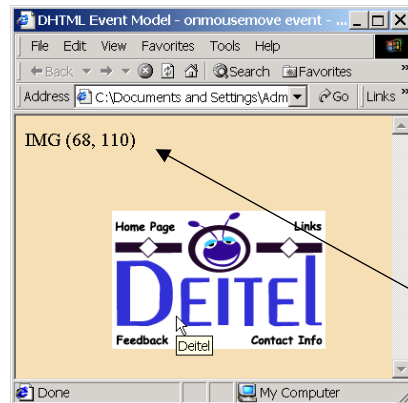 DHTML Event Model - onmousemove event - ...
File Edit View Favorites Tools Help
Back Search Favorites »
Address C:\Documents and Settings\Adm Go Links »
IMG (68, 110)
Home Page Links
DEITEL
Feedback Contact Info
Deitel
Done My Computer